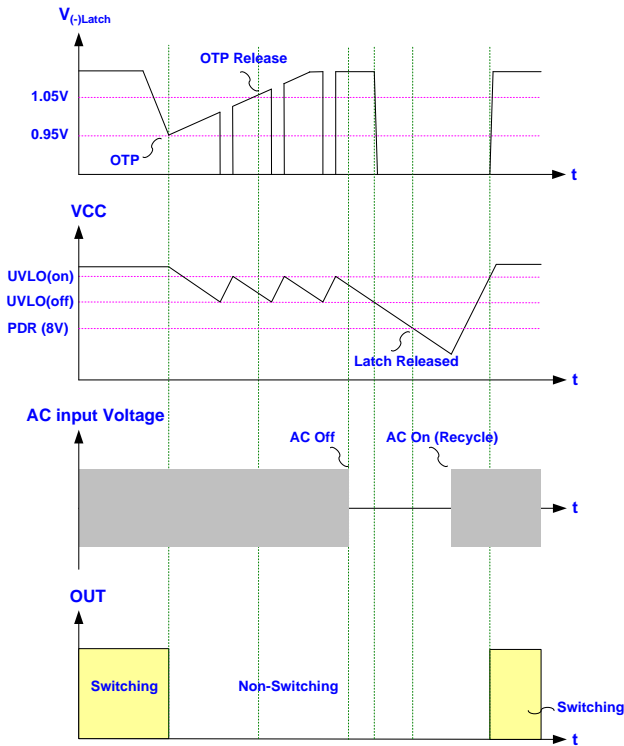 V(-)Latch
OTP Release
1.05V
0.95V
OTP
t
VCC
UVLO(on)
UVLO(off)
PDR (8V)
Latch Released
t
AC input Voltage
AC Off
AC On (Recycle)
t
OUT
Switching
Non-Switching
Switching
t